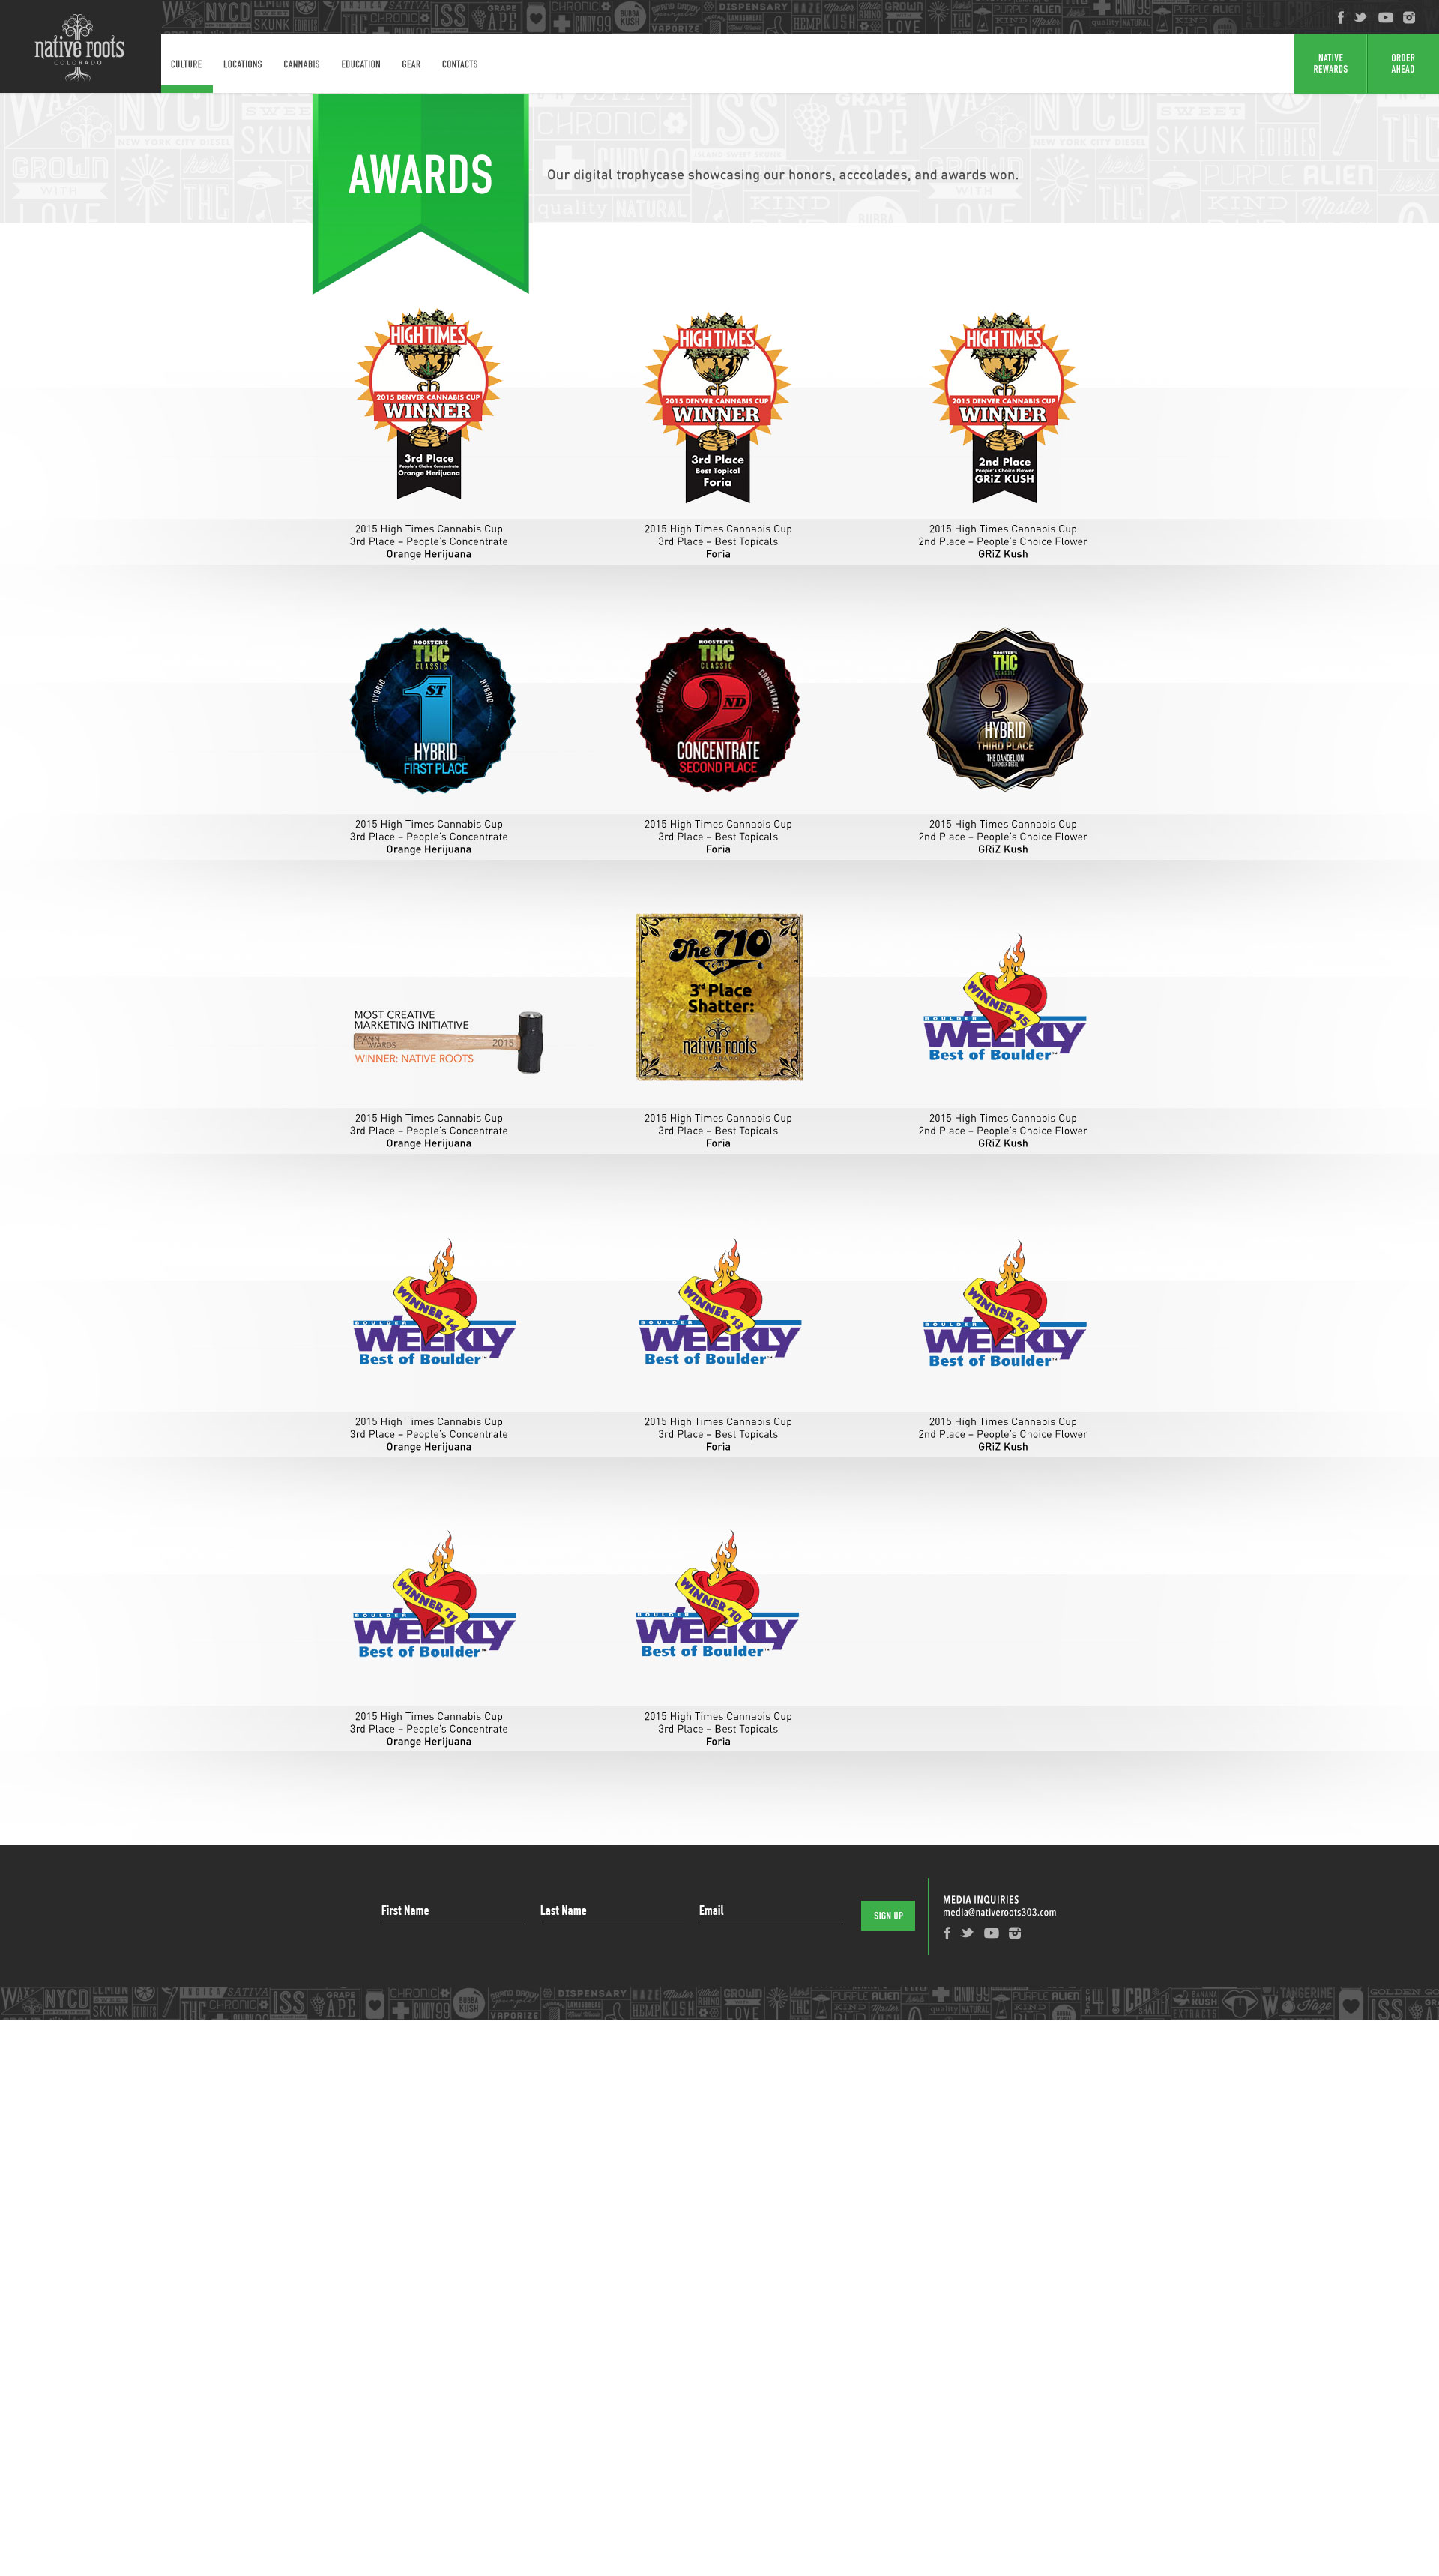 native roots
COLORADO
CULTURE
LOCATIONS
CANNABIS
EDUCATION
GEAR
CONTACTS
NATIVE
REWARDS
ORDER
AHEAD
AWARDS
Our digital trophycase showcasing our honors, acccolades, and awards won.
HIGH TIMES
2015 DENVER CANNABIS CUP
WINNER
3rd Place
People's Choice Concentrate
Orange Herijuana
HIGH TIMES
2015 DENVER CANNABIS CUP
WINNER
3rd Place
Best Topical
Foria
HIGH TIMES
2015 DENVER CANNABIS CUP
WINNER
2nd Place
People's Choice Flower
GRiZ KUSH
2015 High Times Cannabis Cup
3rd Place – People's Concentrate
Orange Herijuana
2015 High Times Cannabis Cup
3rd Place – Best Topicals
Foria
2015 High Times Cannabis Cup
2nd Place – People's Choice Flower
GRiZ Kush
ROOSTER'S
THC
CLASSIC
HYBRID
1ST
HYBRID
HYBRID
FIRST PLACE
ROOSTER'S
THC
CLASSIC
CONCENTRATE
2ND
CONCENTRATE
CONCENTRATE
SECOND PLACE
ROOSTER'S
THC
CLASSIC
3
HYBRID
THIRD PLACE
THE DANDELION
LAVENDER DIESEL
2015 High Times Cannabis Cup
3rd Place – People's Concentrate
Orange Herijuana
2015 High Times Cannabis Cup
3rd Place – Best Topicals
Foria
2015 High Times Cannabis Cup
2nd Place – People's Choice Flower
GRiZ Kush
MOST CREATIVE
MARKETING INITIATIVE
CANN
AWARDS
2015
WINNER: NATIVE ROOTS
The 710
Cup
3rd Place
Shatter:
native roots
WINNER '15
BOULDER
WEEKLY
Best of Boulder™
2015 High Times Cannabis Cup
3rd Place – People's Concentrate
Orange Herijuana
2015 High Times Cannabis Cup
3rd Place – Best Topicals
Foria
2015 High Times Cannabis Cup
2nd Place – People's Choice Flower
GRiZ Kush
WINNER '14
BOULDER
WEEKLY
Best of Boulder™
WINNER '13
BOULDER
WEEKLY
Best of Boulder™
WINNER '12
BOULDER
WEEKLY
Best of Boulder™
2015 High Times Cannabis Cup
3rd Place – People's Concentrate
Orange Herijuana
2015 High Times Cannabis Cup
3rd Place – Best Topicals
Foria
2015 High Times Cannabis Cup
2nd Place – People's Choice Flower
GRiZ Kush
WINNER '11
BOULDER
WEEKLY
Best of Boulder™
WINNER '10
BOULDER
WEEKLY
Best of Boulder™
2015 High Times Cannabis Cup
3rd Place – People's Concentrate
Orange Herijuana
2015 High Times Cannabis Cup
3rd Place – Best Topicals
Foria
First Name
Last Name
Email
SIGN UP
MEDIA INQUIRIES
media@nativeroots303.com